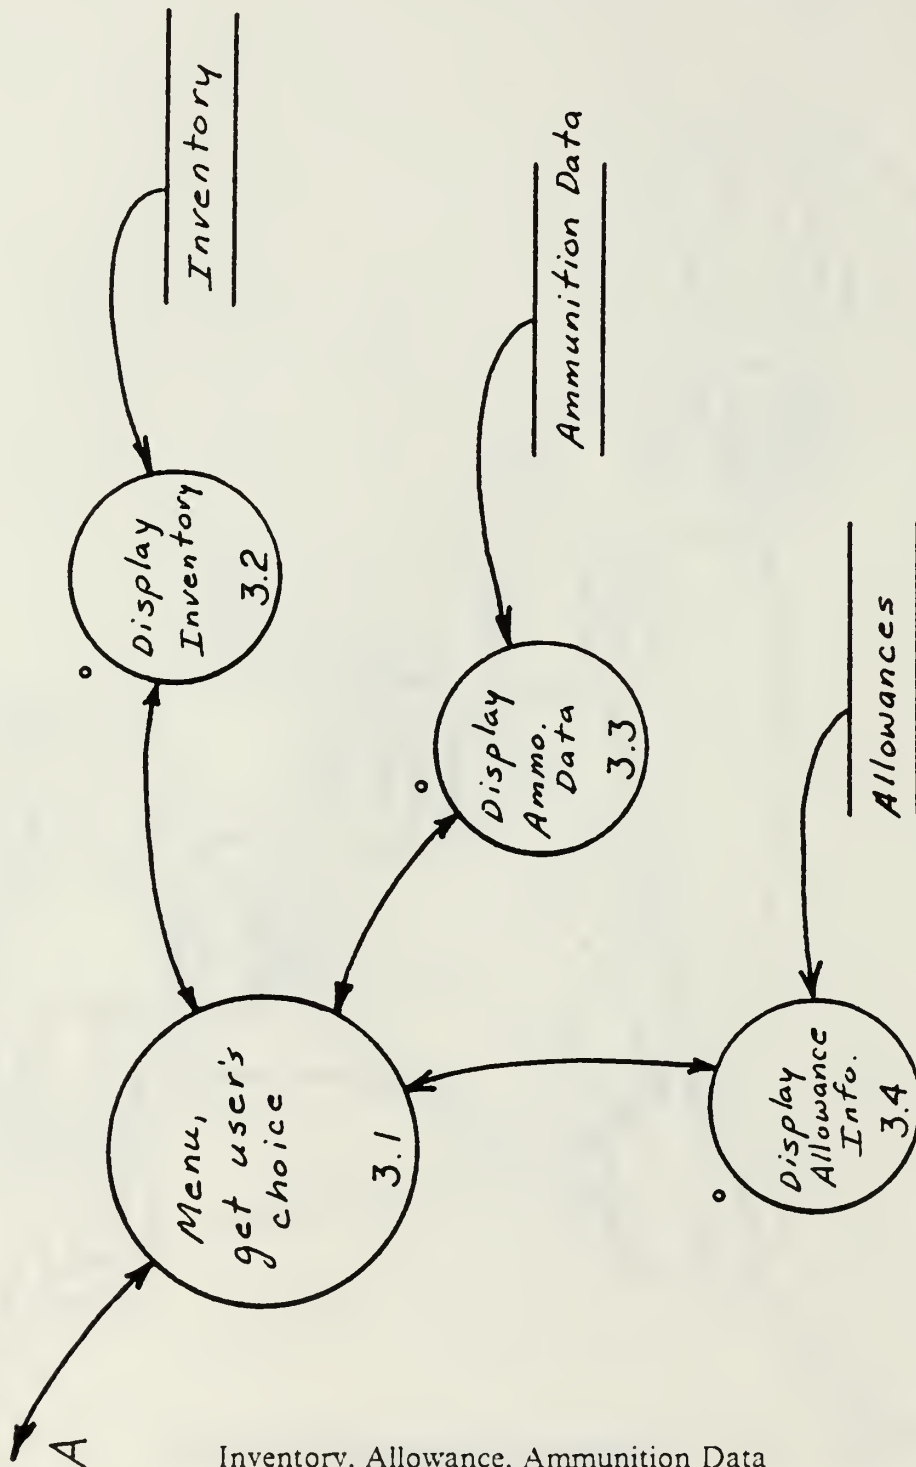 A
Menu,
get user's
choice
3.1
Display
Inventory
3.2
Inventory
Display
Ammo.
Data
3.3
Ammunition Data
Display
Allowance
Info.
3.4
Allowances
Inventory, Allowance, Ammunition Data